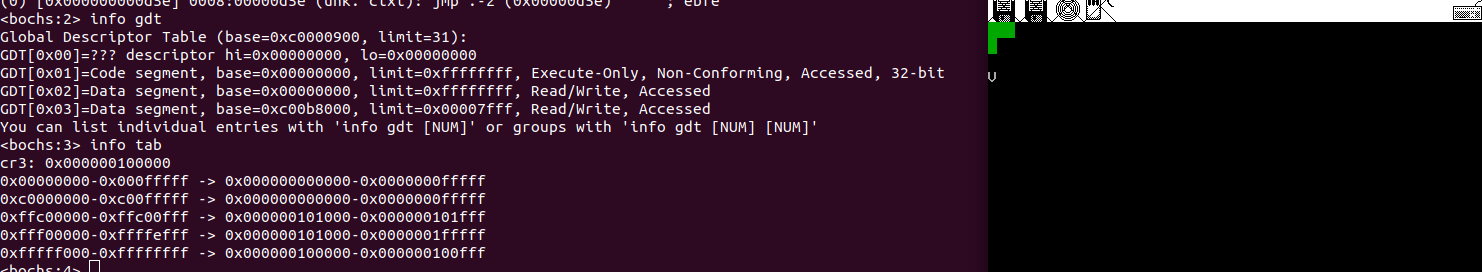 (0) [0x000000000d5e] 0008:00000d5e (unk. ctxt): jmp .-2 (0x00000d5e)      ; ebfe
<bochs:2> info gdt
Global Descriptor Table (base=0xc0000900, limit=31):
GDT[0x00]=??? descriptor hi=0x00000000, lo=0x00000000
GDT[0x01]=Code segment, base=0x00000000, limit=0xffffffff, Execute-Only, Non-Conforming, Accessed, 32-bit
GDT[0x02]=Data segment, base=0x00000000, limit=0xffffffff, Read/Write, Accessed
GDT[0x03]=Data segment, base=0xc00b8000, limit=0x00007fff, Read/Write, Accessed
You can list individual entries with 'info gdt [NUM]' or groups with 'info gdt [NUM] [NUM]'
<bochs:3> info tab
cr3: 0x000000100000
0x00000000-0x000fffff -> 0x000000000000-0x0000000fffff
0xc0000000-0xc00fffff -> 0x000000000000-0x0000000fffff
0xffc00000-0xffc00fff -> 0x000000101000-0x000000101fff
0xfff00000-0xffffefff -> 0x000000101000-0x0000001fffff
0xfffff000-0xffffffff -> 0x000000100000-0x000000100fff
<bochs:4>
V